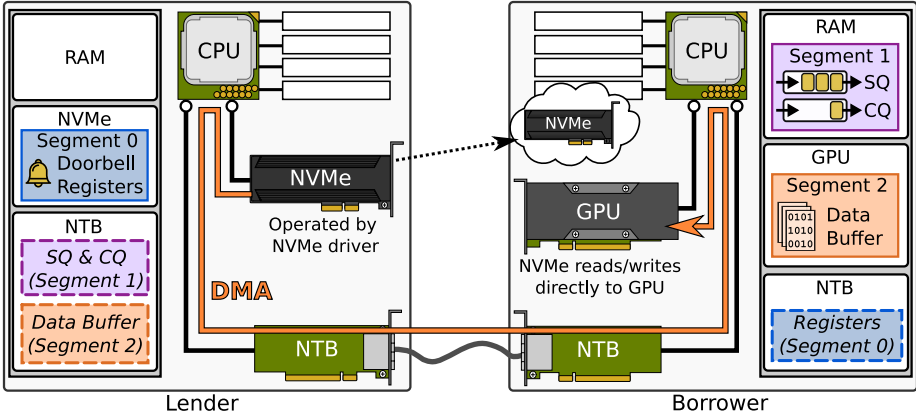 RAM
NVMe
Segment 0
Doorbell
Registers
NTB
SQ & CQ
(Segment 1)
Data Buffer
(Segment 2)
CPU
NVMe
Operated by
NVMe driver
DMA
NTB
Lender
CPU
NVMe
GPU
NVMe reads/writes
directly to GPU
NTB
RAM
Segment 1
SQ
CQ
GPU
Segment 2
0101
1010
0010
Data
Buffer
NTB
Registers
(Segment 0)
Borrower